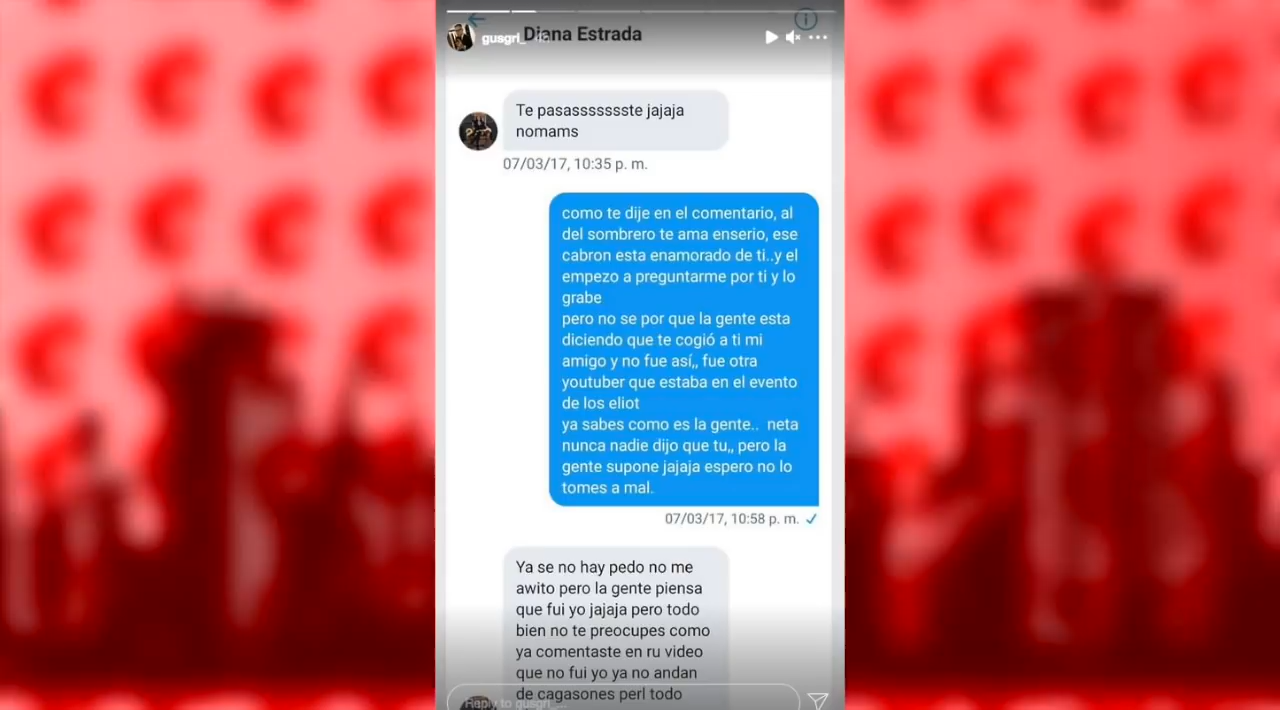 gusgri_
Diana Estrada
Te pasassssssste jajaja
nomams
07/03/17, 10:35 p. m.
como te dije en el comentario, al
del sombrero te ama enserio, ese
cabron esta enamorado de ti..y el
empezo a preguntarme por ti y lo
grabe
pero no se por que la gente esta
diciendo que te cogió a ti mi
amigo y no fue así,, fue otra
youtuber que estaba en el evento
de los eliot
ya sabes como es la gente.. neta
nunca nadie dijo que tu,, pero la
gente supone jajaja espero no lo
tomes a mal.
07/03/17, 10:58 p. m.
Ya se no hay pedo no me
awito pero la gente piensa
que fui yo jajaja pero todo
bien no te preocupes como
ya comentaste en ru video
que no fui yo ya no andan
de cagasones perl todo
Reply to gusgri_...